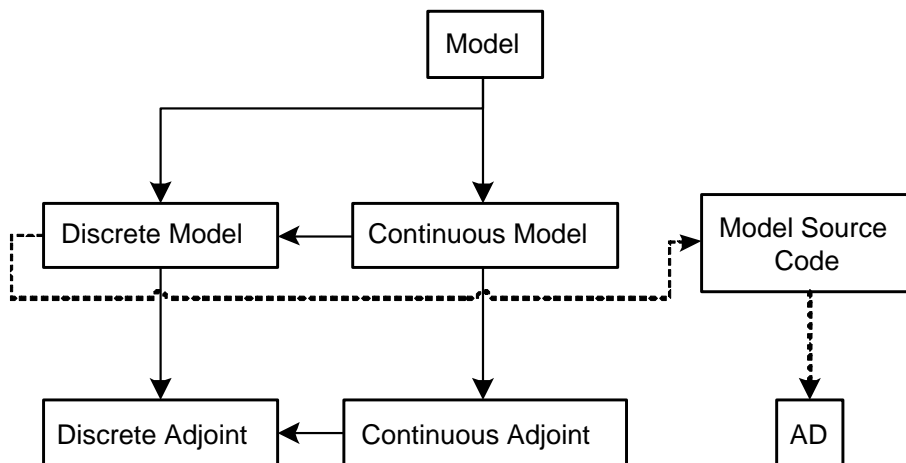 Model
Discrete Model
Continuous Model
Model Source
Code
Discrete Adjoint
Continuous Adjoint
AD